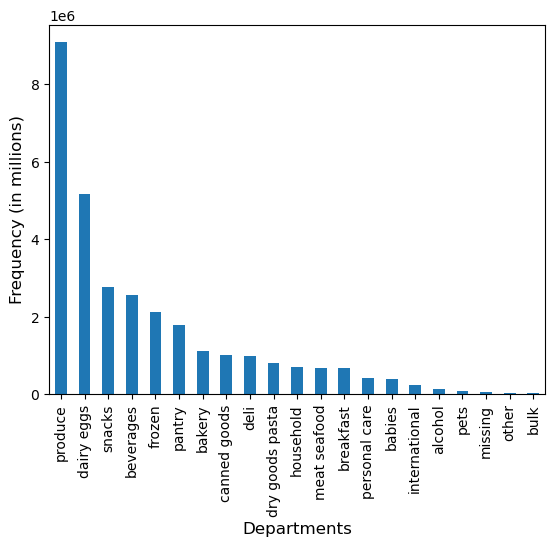 1e6
Frequency (in millions)
8
6
4
2
0
produce
dairy eggs
snacks
beverages
frozen
pantry
bakery
canned goods
deli
dry goods pasta
household
meat seafood
breakfast
personal care
babies
international
alcohol
pets
missing
other
bulk
Departments